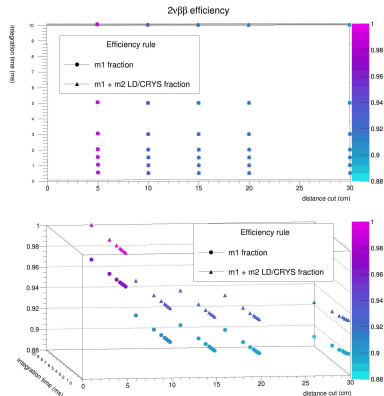 2νββ efficiency
integration time (ms)
10
9
8
7
6
5
4
3
2
1
0
Efficiency rule
m1 fraction
m1 + m2 LD/CRYS fraction
0 5 10 15 20 25 30
distance cut (cm)
1
0.98
0.96
0.94
0.92
0.9
0.88
1
0.98
0.96
0.94
0.92
0.9
0.88
Efficiency rule
m1 fraction
m1 + m2 LD/CRYS fraction
integration time (ms)
0 5 10 15 20 25 30
distance cut (cm)
1
0.98
0.96
0.94
0.92
0.9
0.88